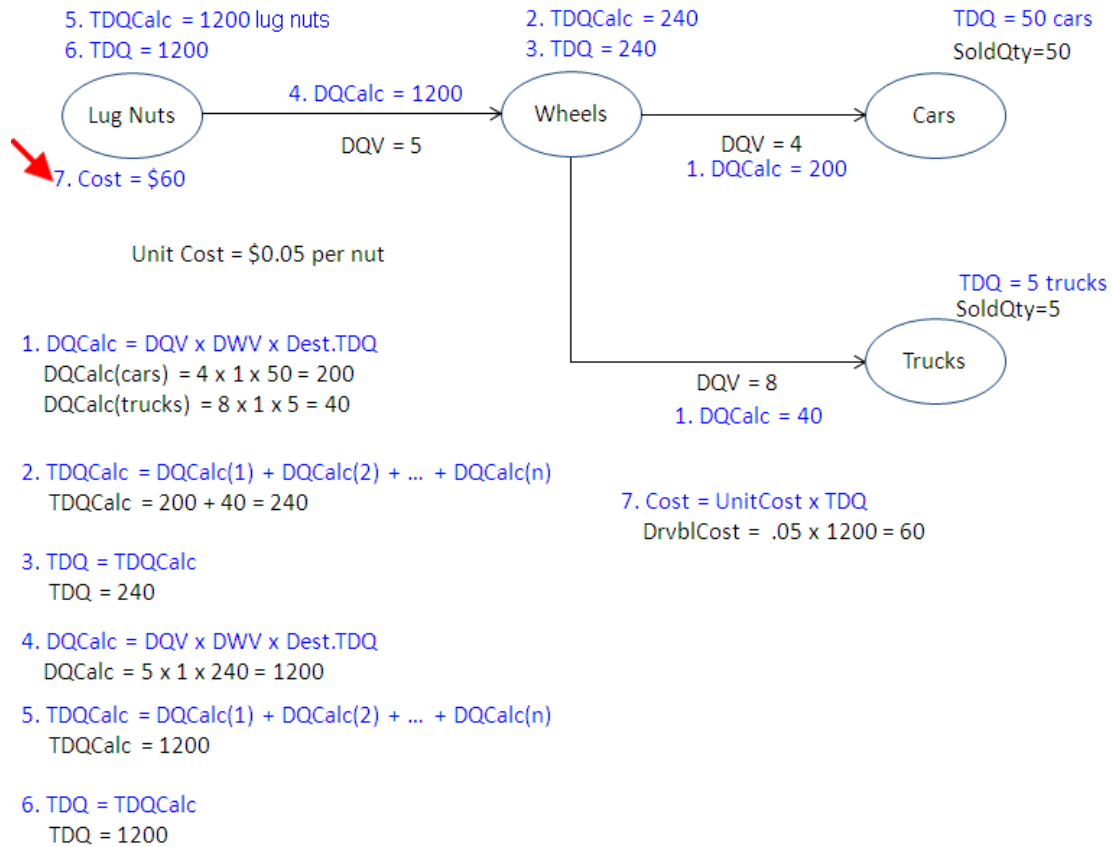 5. TDQCalc = 1200 lug nuts
6. TDQ = 1200
2. TDQCalc = 240
3. TDQ = 240
TDQ = 50 cars
SoldQty=50
Lug Nuts
4. DQCalc = 1200
DQV = 5
Wheels
DQV = 4
1. DQCalc = 200
Cars
7. Cost = $60
Unit Cost = $0.05 per nut
TDQ = 5 trucks
SoldQty=5
Trucks
DQV = 8
1. DQCalc = 40
1. DQCalc = DQV x DWV x Dest.TDQ
DQCalc(cars) = 4 x 1 x 50 = 200
DQCalc(trucks) = 8 x 1 x 5 = 40
2. TDQCalc = DQCalc(1) + DQCalc(2) + ... + DQCalc(n)
TDQCalc = 200 + 40 = 240
7. Cost = UnitCost x TDQ
DrvblCost = .05 x 1200 = 60
3. TDQ = TDQCalc
TDQ = 240
4. DQCalc = DQV x DWV x Dest.TDQ
DQCalc = 5 x 1 x 240 = 1200
5. TDQCalc = DQCalc(1) + DQCalc(2) + ... + DQCalc(n)
TDQCalc = 1200
6. TDQ = TDQCalc
TDQ = 1200